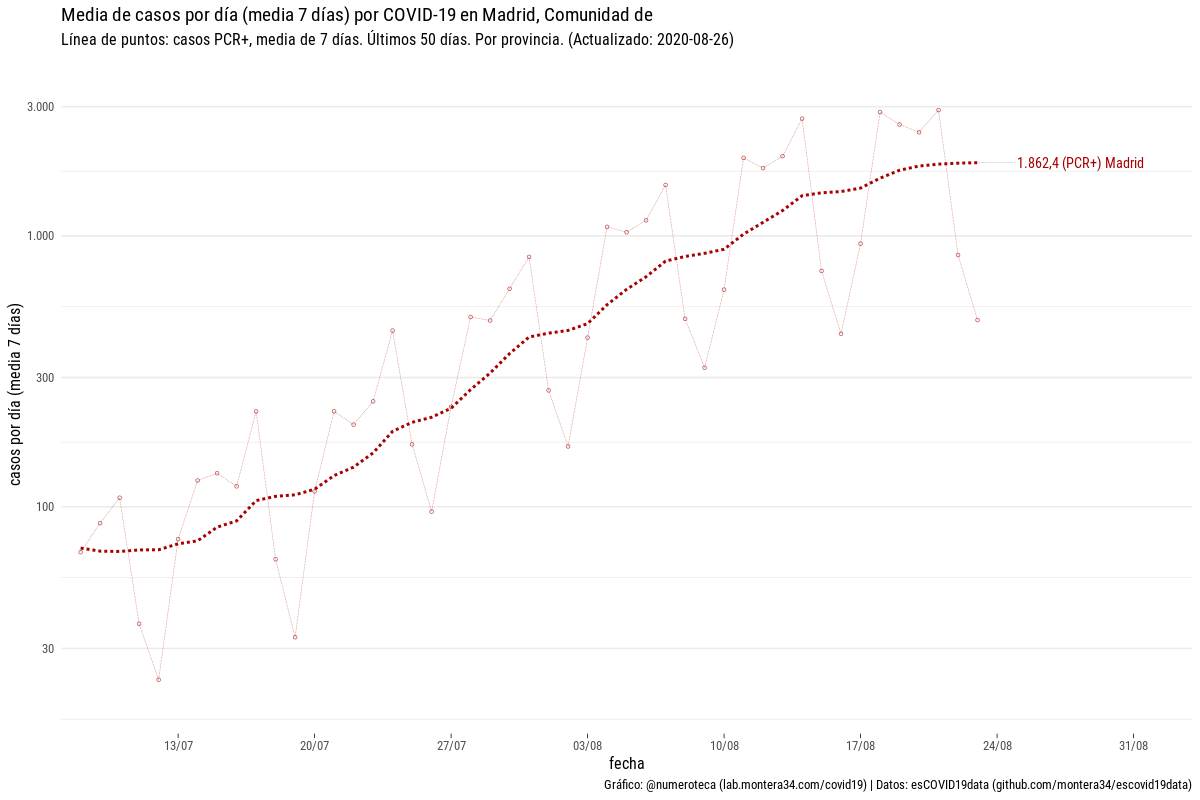 Media de casos por día (media 7 días) por COVID-19 en Madrid, Comunidad de
Línea de puntos: casos PCR+, media de 7 días. Últimos 50 días. Por provincia. (Actualizado: 2020-08-26)
casos por día (media 7 días)
3.000
1.000
300
100
30
1.862,4 (PCR+) Madrid
13/07
20/07
27/07
03/08
10/08
17/08
24/08
31/08
fecha
Gráfico: @numeroteca (lab.montera34.com/covid19) | Datos: esCOVID19data (github.com/montera34/escovid19data)